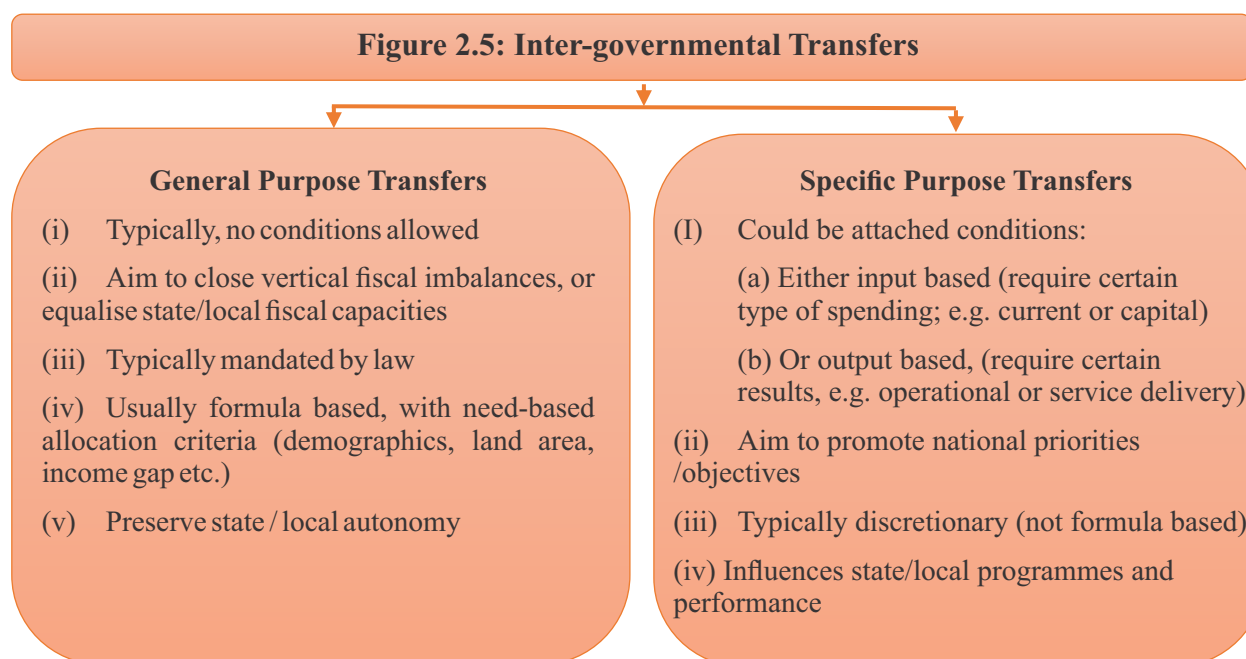 Figure 2.5: Inter-governmental Transfers
General Purpose Transfers
(i) Typically, no conditions allowed
(ii) Aim to close vertical fiscal imbalances, or
equalise state/local fiscal capacities
(iii) Typically mandated by law
(iv) Usually formula based, with need-based
allocation criteria (demographics, land area,
income gap etc.)
(v) Preserve state / local autonomy
Specific Purpose Transfers
(I) Could be attached conditions:
(a) Either input based (require certain
type of spending; e.g. current or capital)
(b) Or output based, (require certain
results, e.g. operational or service delivery)
(ii) Aim to promote national priorities
/objectives
(iii) Typically discretionary (not formula based)
(iv) Influences state/local programmes and
performance